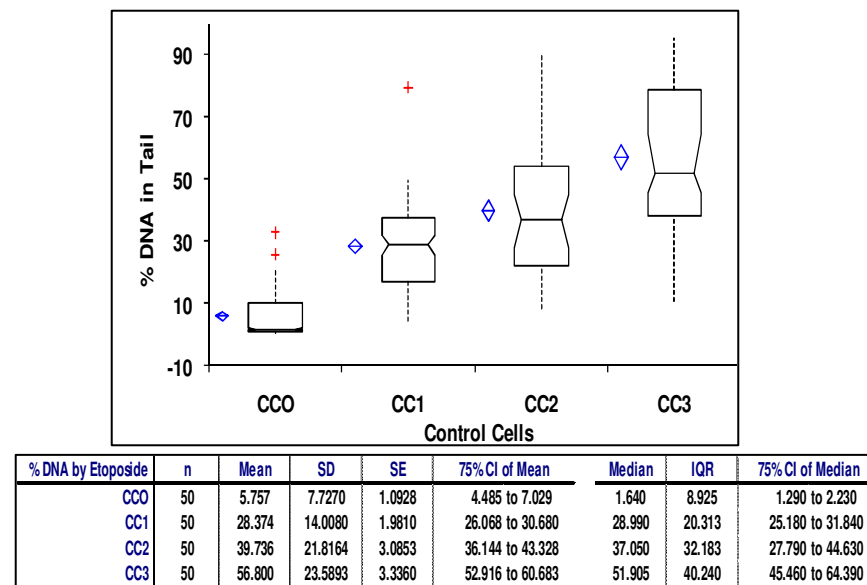 90
70
50
30
10
-10
% DNA in Tail
CCO CC1 CC2 CC3
Control Cells
% DNA by Etoposide n Mean SD SE 75% CI of Mean Median IQR 75% CI of Median
CCO 50 5.757 7.7270 1.0928 4.485 to 7.029 1.640 8.925 1.290 to 2.230
CC1 50 28.374 14.0080 1.9810 26.068 to 30.680 28.990 20.313 25.180 to 31.840
CC2 50 39.736 21.8164 3.0853 36.144 to 43.328 37.050 32.183 27.790 to 44.630
CC3 50 56.800 23.5893 3.3360 52.916 to 60.683 51.905 40.240 45.460 to 64.390